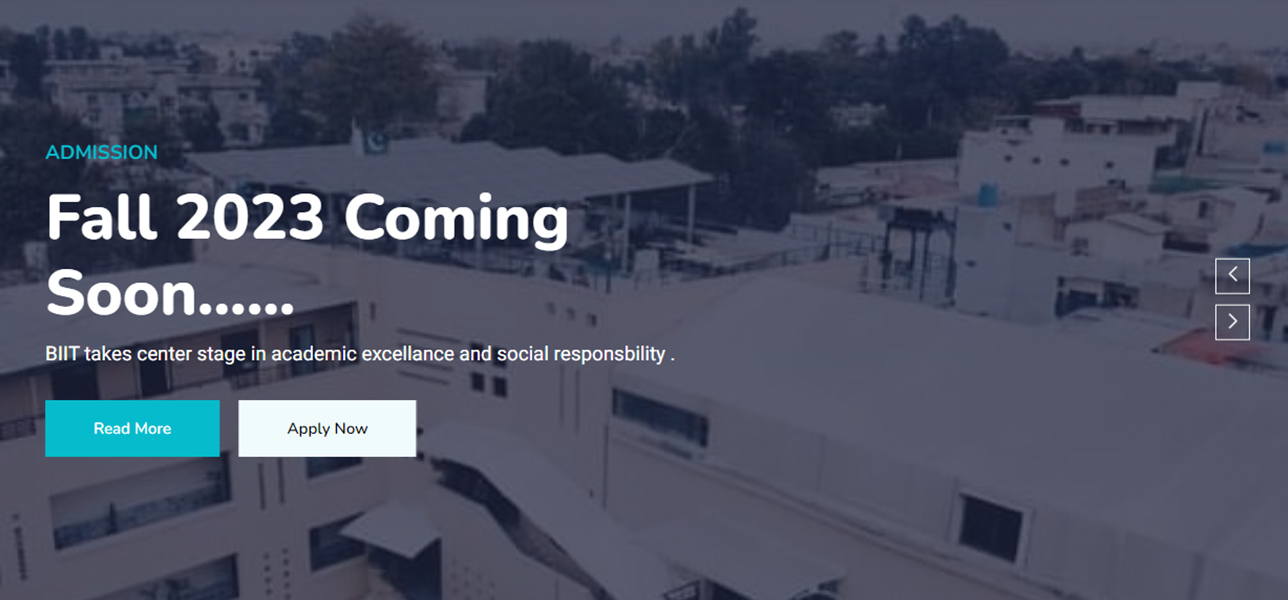 ADMISSION
Fall 2023 Coming
Soon......
BIIT takes center stage in academic excellance and social responsbility .
Read More
Apply Now